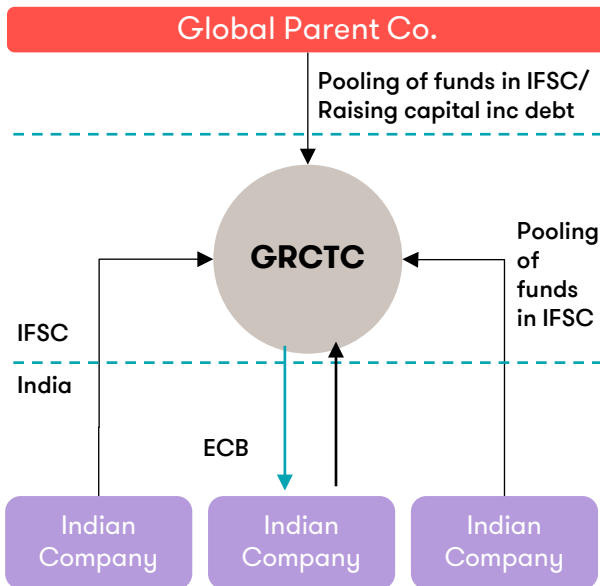 Global Parent Co.
Pooling of funds in IFSC/
Raising capital inc debt
GRCTC
Pooling
of
funds
in IFSC
IFSC
India
ECB
Indian
Company
Indian
Company
Indian
Company